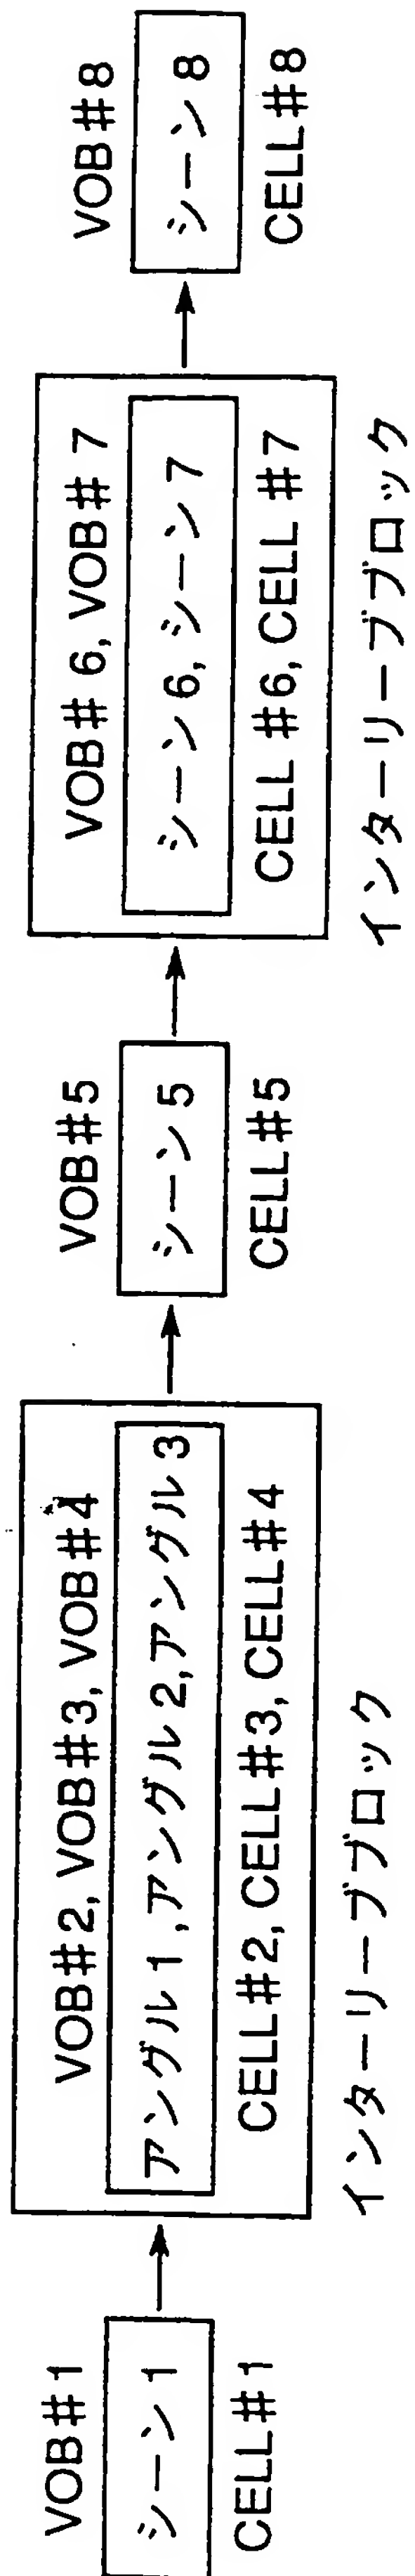 VOB#1
シーン1
CELL#1
VOB#2, VOB#3, VOB#4
アングル1,アングル2,アングル3
CELL#2, CELL#3, CELL#4
インターリーブブロック
VOB#5
シーン5
CELL#5
VOB# 6, VOB# 7
シーン6,シーン7
CELL #6, CELL #7
インターリーブブロック
VOB#8
シーン8
CELL#8